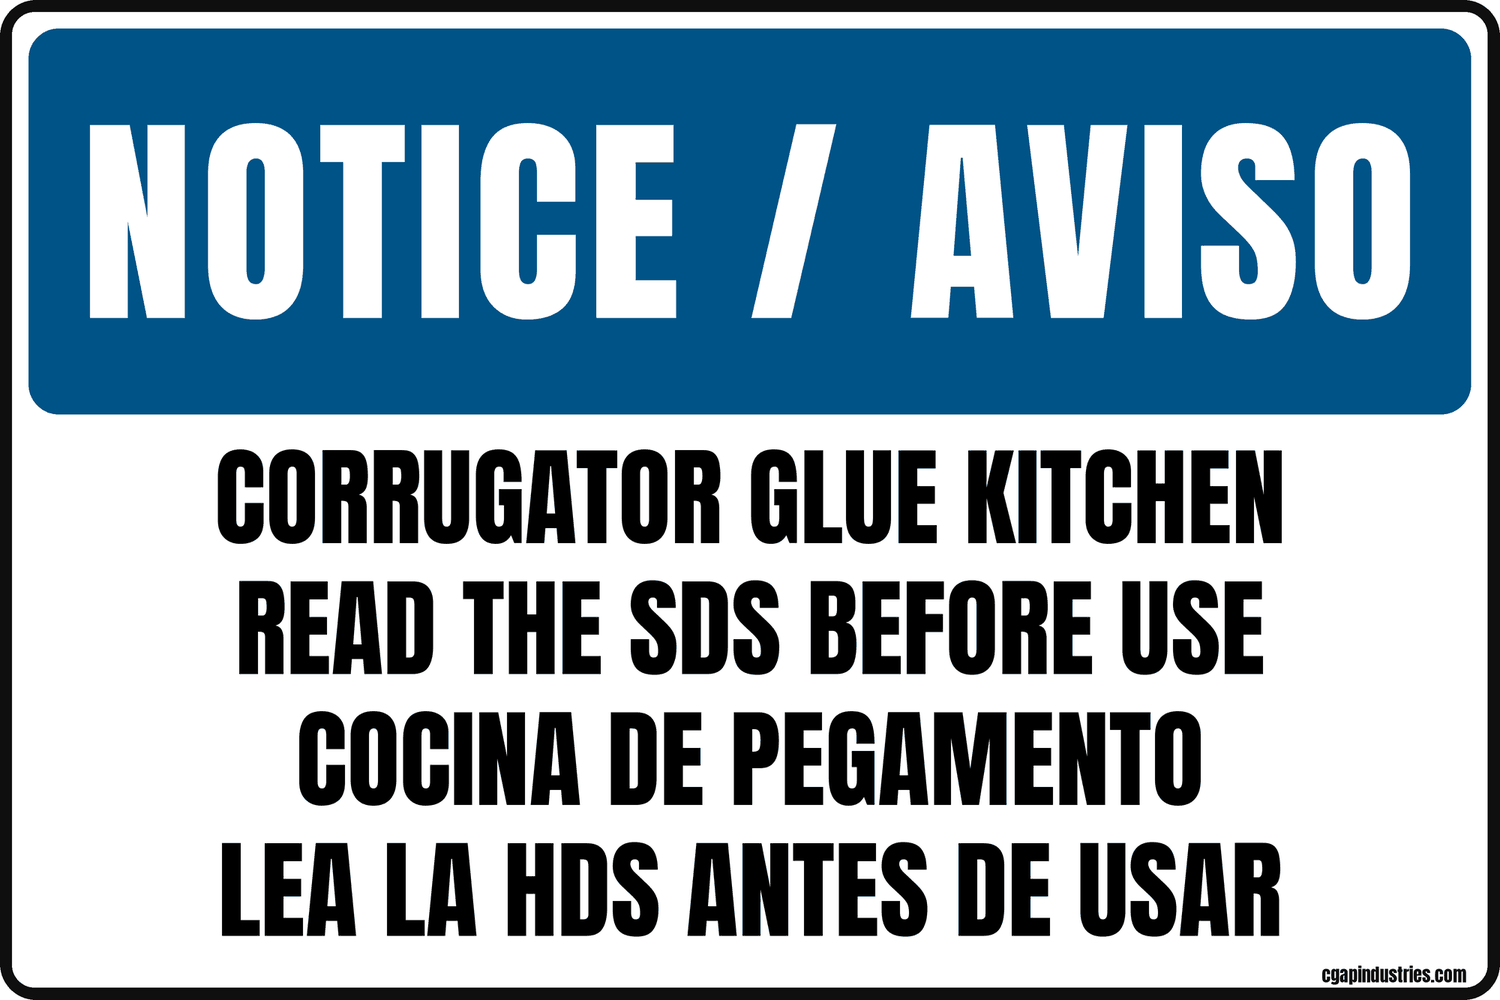 NOTICE / AVISO
CORRUGATOR GLUE KITCHEN
READ THE SDS BEFORE USE
COCINA DE PEGAMENTO
LEA LA HDS ANTES DE USAR
cgapindustries.com